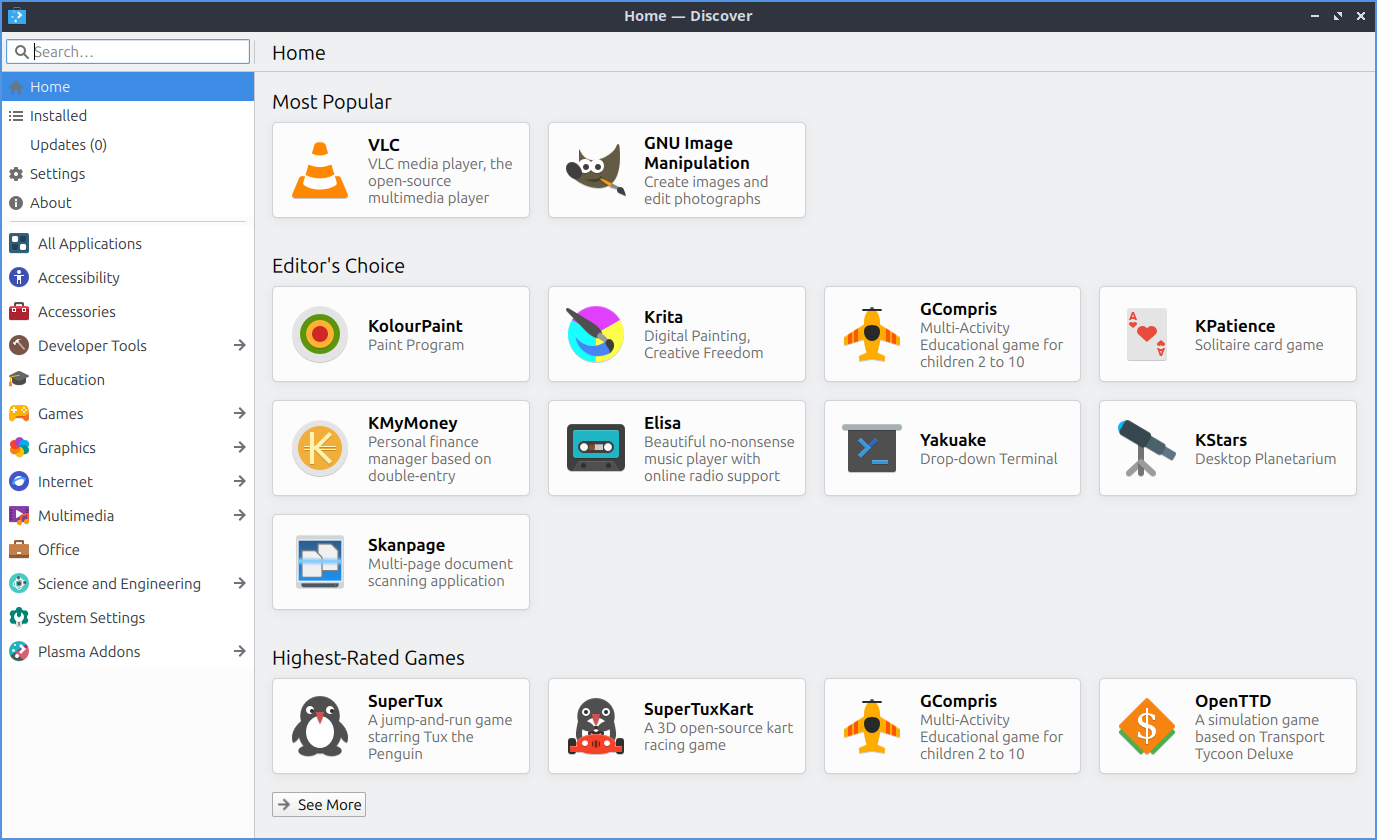 Home — Discover
Search...
Home
Home
Installed
Updates (0)
Settings
About
All Applications
Accessibility
Accessories
Developer Tools
Education
Games
Graphics
Internet
Multimedia
Office
Science and Engineering
System Settings
Plasma Addons
Most Popular
VLC
VLC media player, the
open-source
multimedia player
GNU Image
Manipulation
Create images and
edit photographs
Editor's Choice
KolourPaint
Paint Program
Krita
Digital Painting,
Creative Freedom
GCompris
Multi-Activity
Educational game for
children 2 to 10
A
A
KPatience
Solitaire card game
KMyMoney
Personal finance
manager based on
double-entry
Elisa
Beautiful no-nonsense
music player with
online radio support
Yakuake
Drop-down Terminal
KStars
Desktop Planetarium
Skanpage
Multi-page document
scanning application
Highest-Rated Games
SuperTux
A jump-and-run game
starring Tux the
Penguin
SuperTuxKart
A 3D open-source kart
racing game
GCompris
Multi-Activity
Educational game for
children 2 to 10
$
OpenTTD
A simulation game
based on Transport
Tycoon Deluxe
See More